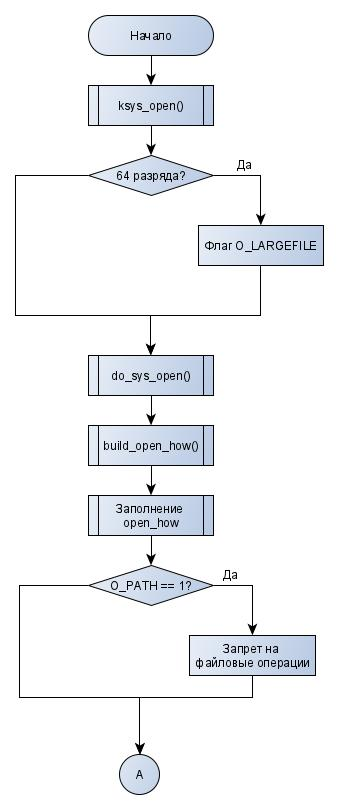 Начало
ksys_open()
64 разряда?
Да
Флаг O_LARGEFILE
do_sys_open()
build_open_how()
Заполнение
open_how
O_PATH == 1?
Да
Запрет на
файловые операции
A